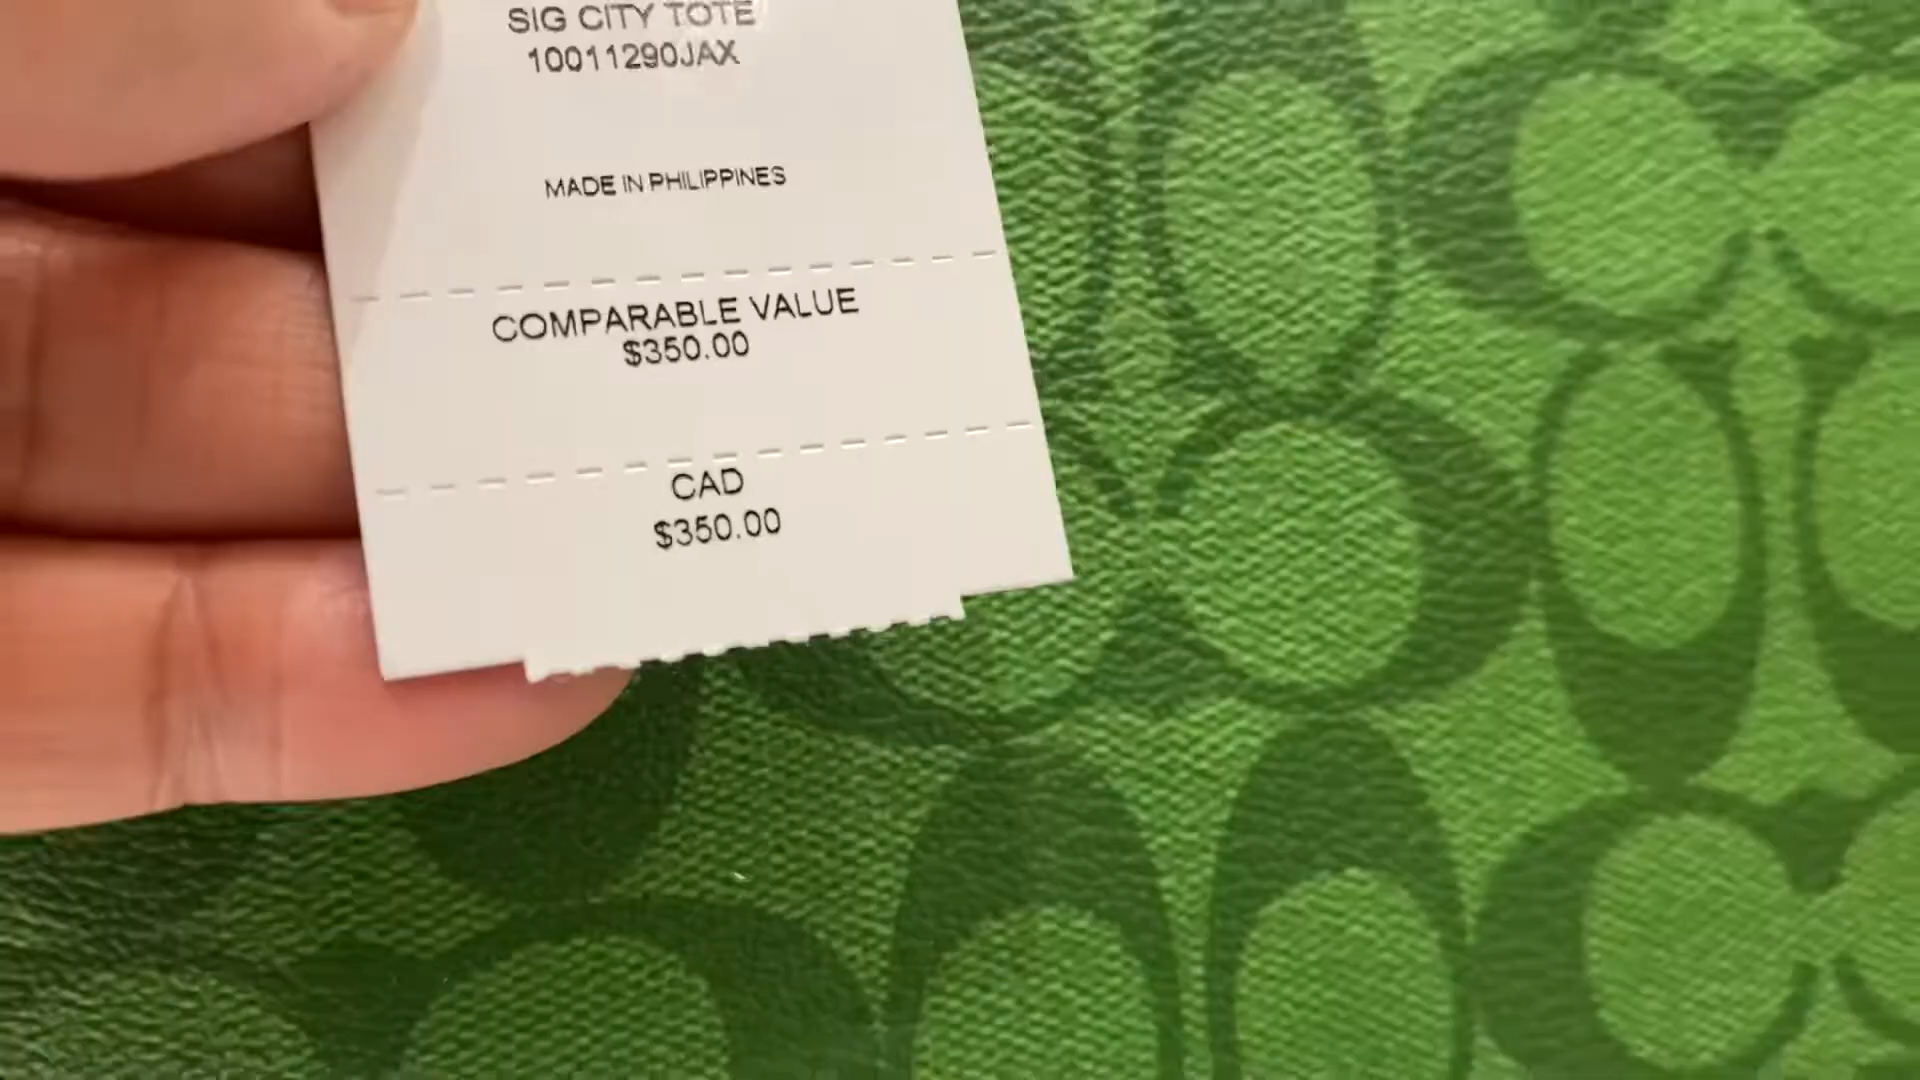 SIG CITY TOTE
10011290JAX
MADE IN PHILIPPINES
COMPARABLE VALUE
$350.00
CAD
$350.00